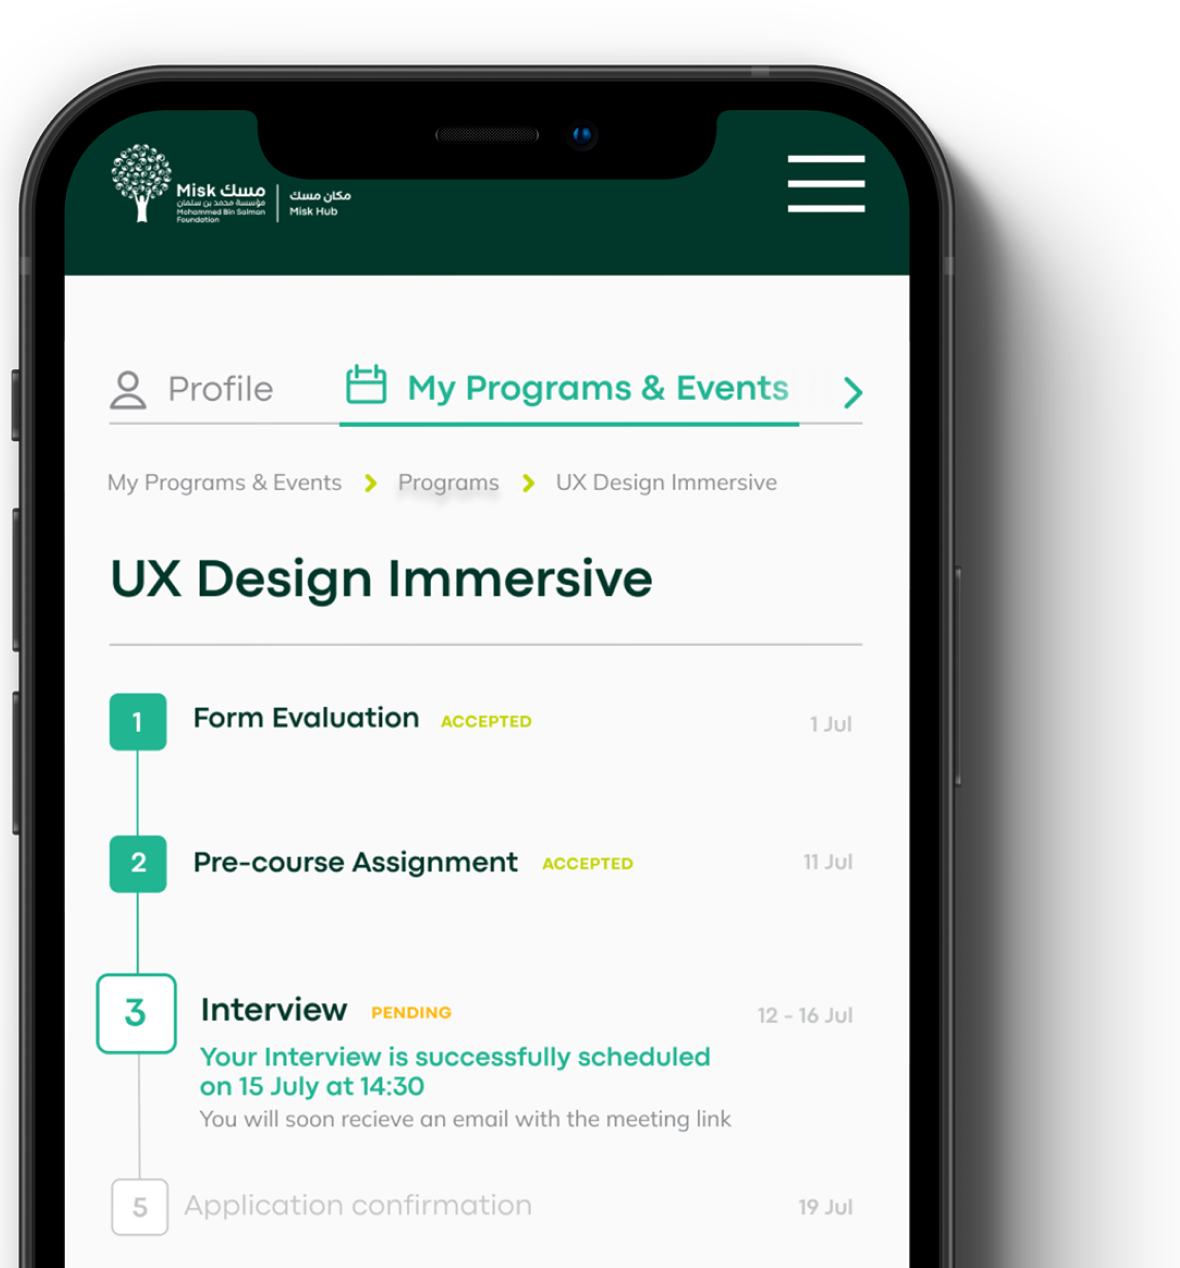 Misk مسك
مؤسسة محمد بن سلمان
Mohammed Bin Salman
Foundation
مكان مسك
Misk Hub
Profile
My Programs & Events
My Programs & Events
Programs
UX Design Immersive
UX Design Immersive
1 Form Evaluation ACCEPTED 1 Jul
2 Pre-course Assignment ACCEPTED 11 Jul
3 Interview PENDING 12 - 16 Jul
Your Interview is successfully scheduled
on 15 July at 14:30
You will soon recieve an email with the meeting link
5 Application confirmation 19 Jul